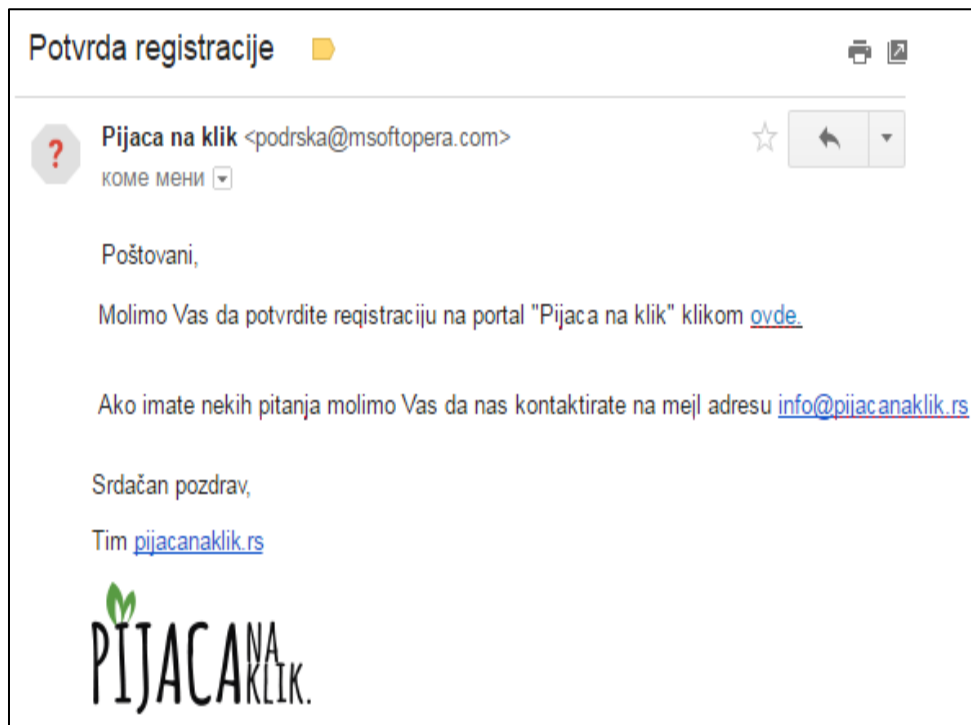 Potvrda registracije
?
Pijaca na klik <podrska@msoftopera.com>
коме мени
Poštovani,
Molimo Vas da potvrdite reqistraciju na portal "Pijaca na klik" klikom ovde.
Ako imate nekih pitanja molimo Vas da nas kontaktirate na mejl adresu info@pijacanaklik.rs
Srdačan pozdrav,
Tim pijacanaklik.rs
PIJACA NA KLIK.